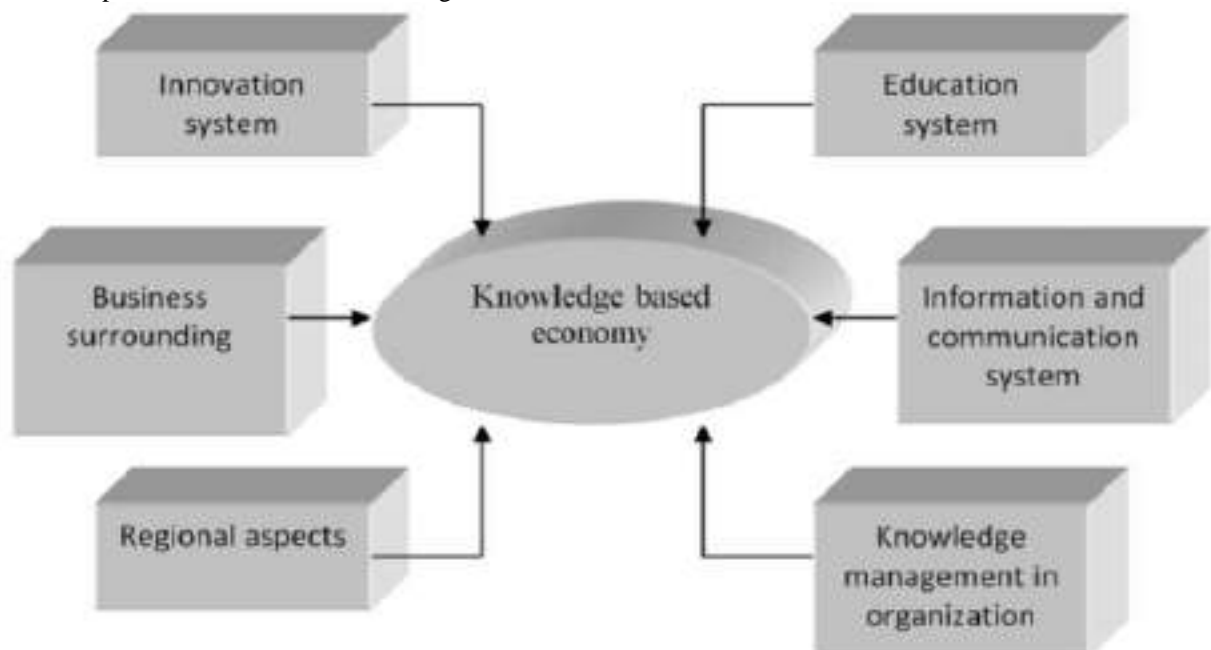 Innovation
system
Education
system
Business
surrounding
Knowledge based
economy
Information and
communication
system
Regional aspects
Knowledge
management in
organization